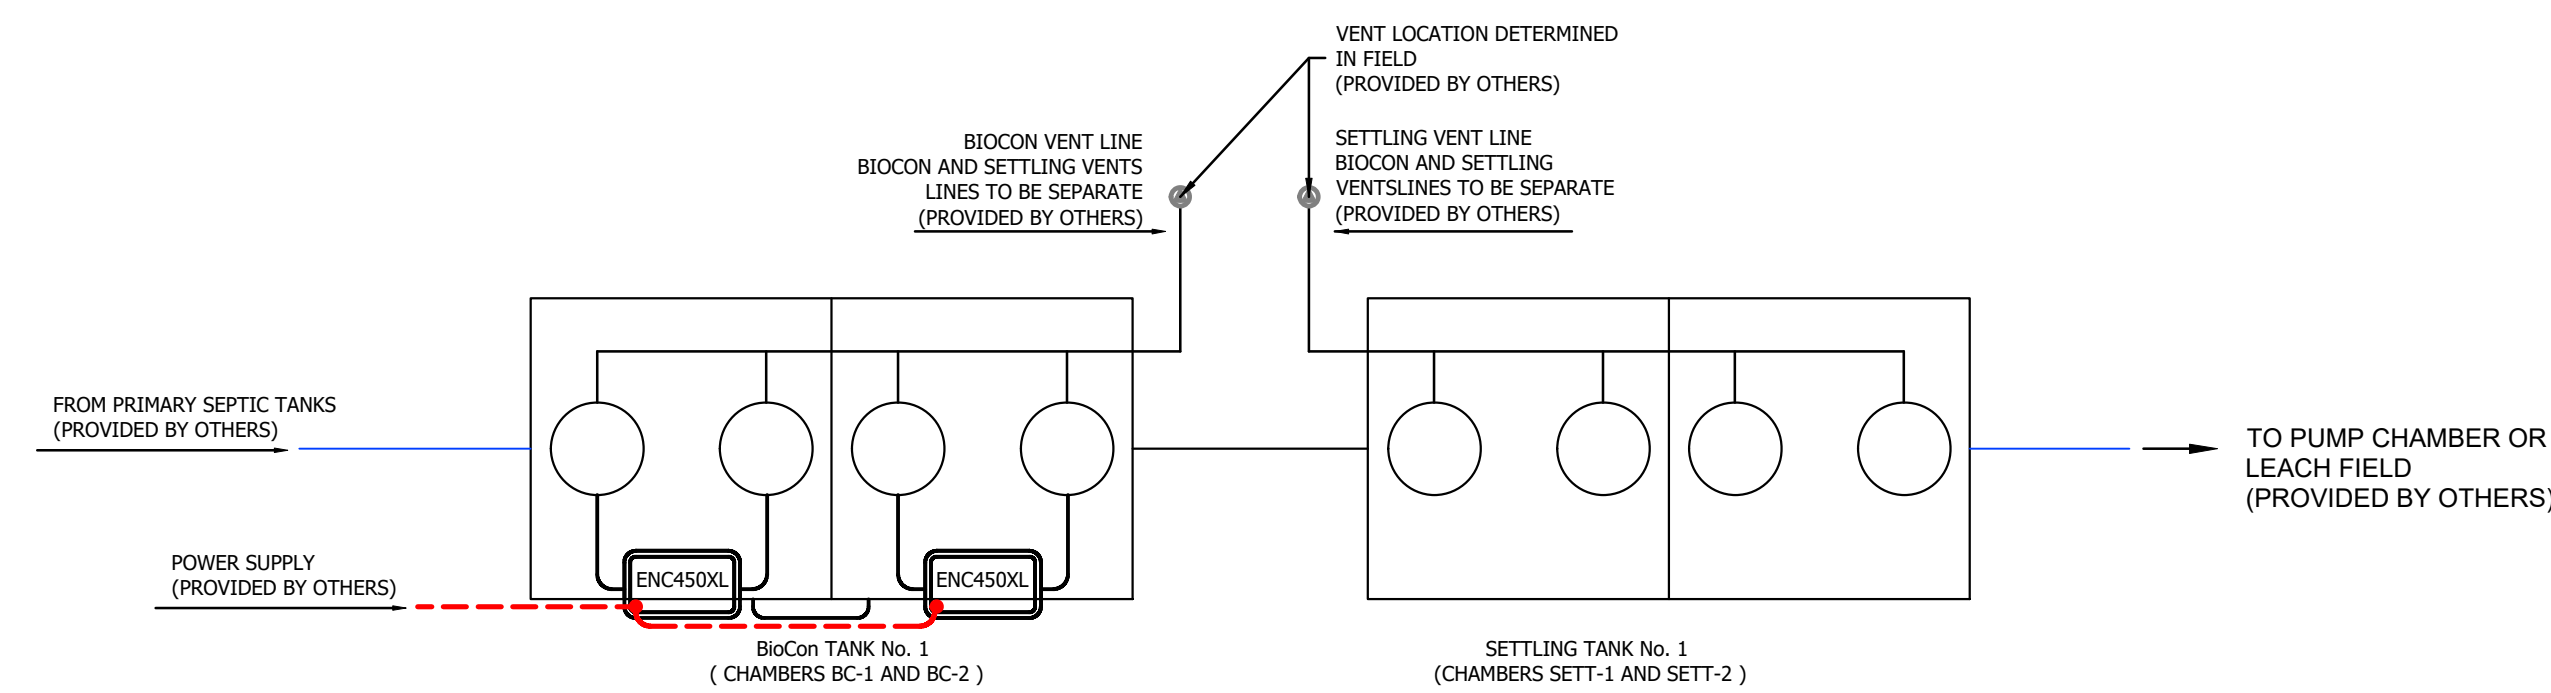 VENT LOCATION DETERMINED
IN FIELD
(PROVIDED BY OTHERS)
BIOCON VENT LINE
BIOCON AND SETTLING VENTS
LINES TO BE SEPARATE
(PROVIDED BY OTHERS)
SETTLING VENT LINE
BIOCON AND SETTLING
VENTSLINES TO BE SEPARATE
(PROVIDED BY OTHERS)
FROM PRIMARY SEPTIC TANKS
(PROVIDED BY OTHERS)
TO PUMP CHAMBER OR
LEACH FIELD
(PROVIDED BY OTHERS)
POWER SUPPLY
(PROVIDED BY OTHERS)
ENC450XL
ENC450XL
BioCon TANK No. 1
( CHAMBERS BC-1 AND BC-2 )
SETTLING TANK No. 1
(CHAMBERS SETT-1 AND SETT-2 )